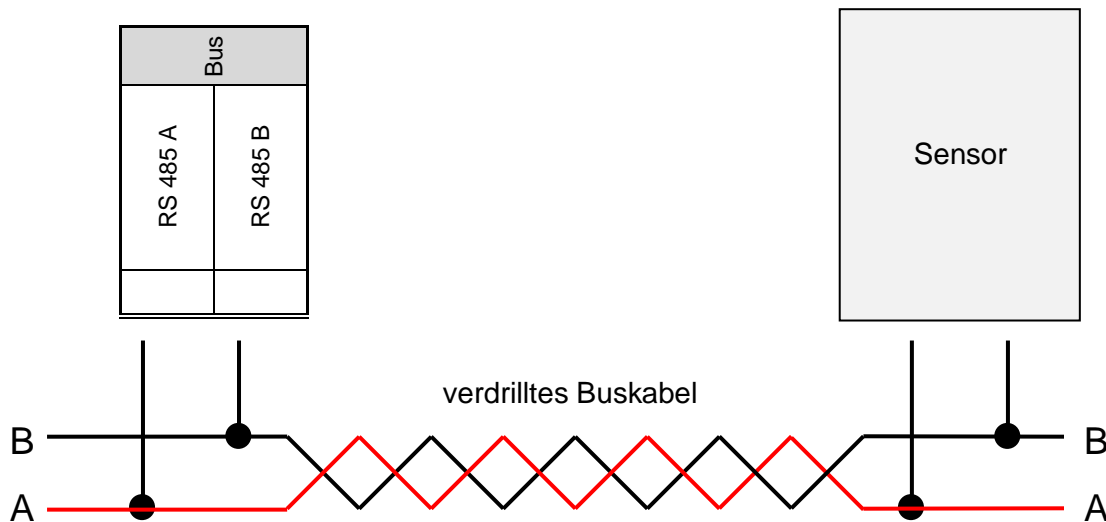 Bus
RS 485 A
RS 485 B
Sensor
verdrilltes Buskabel
B
B
A
A